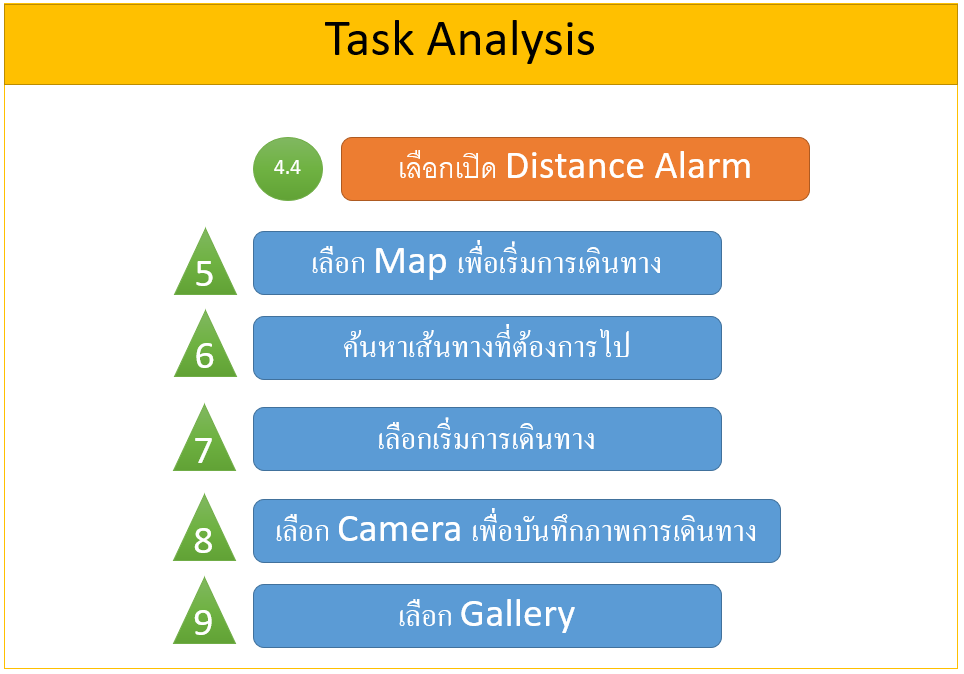 Task Analysis
4.4 เลือกเปิด Distance Alarm
5 เลือก Map เพื่อเริ่มการเดินทาง
6 ค้นหาเส้นทางที่ต้องการไป
7 เลือกเริ่มการเดินทาง
8 เลือก Camera เพื่อบันทึกภาพการเดินทาง
9 เลือก Gallery